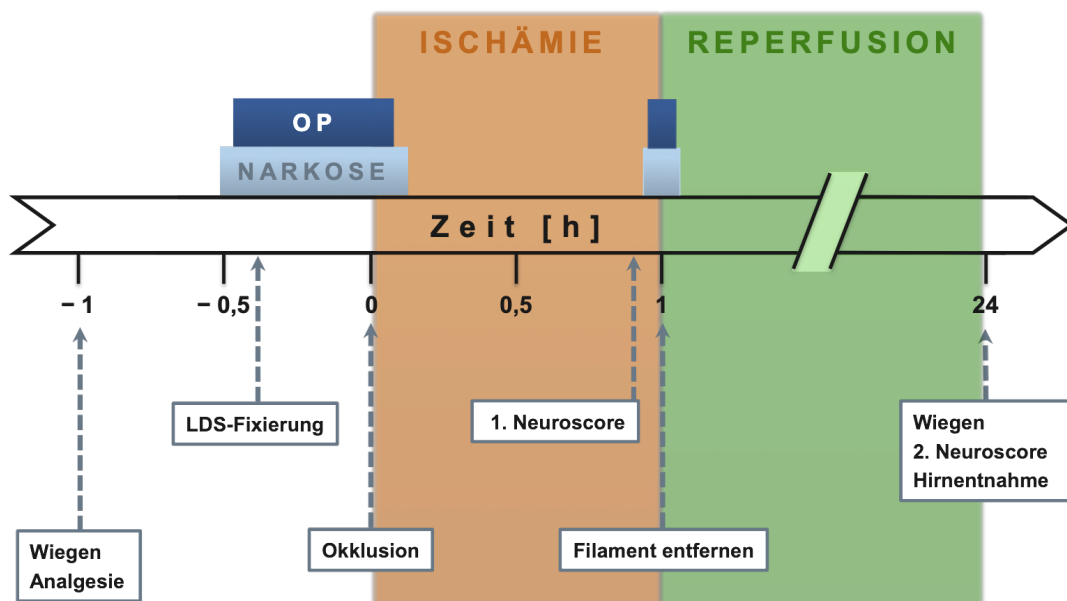 ISCHÄMIE
REPERFUSION
OP
NARKOSE
Zeit [h]
– 1
– 0,5
0
0,5
1
24
LDS-Fixierung
1. Neuroscore
Wiegen
2. Neuroscore
Hirnentnahme
Wiegen
Analgesie
Okklusion
Filament entfernen